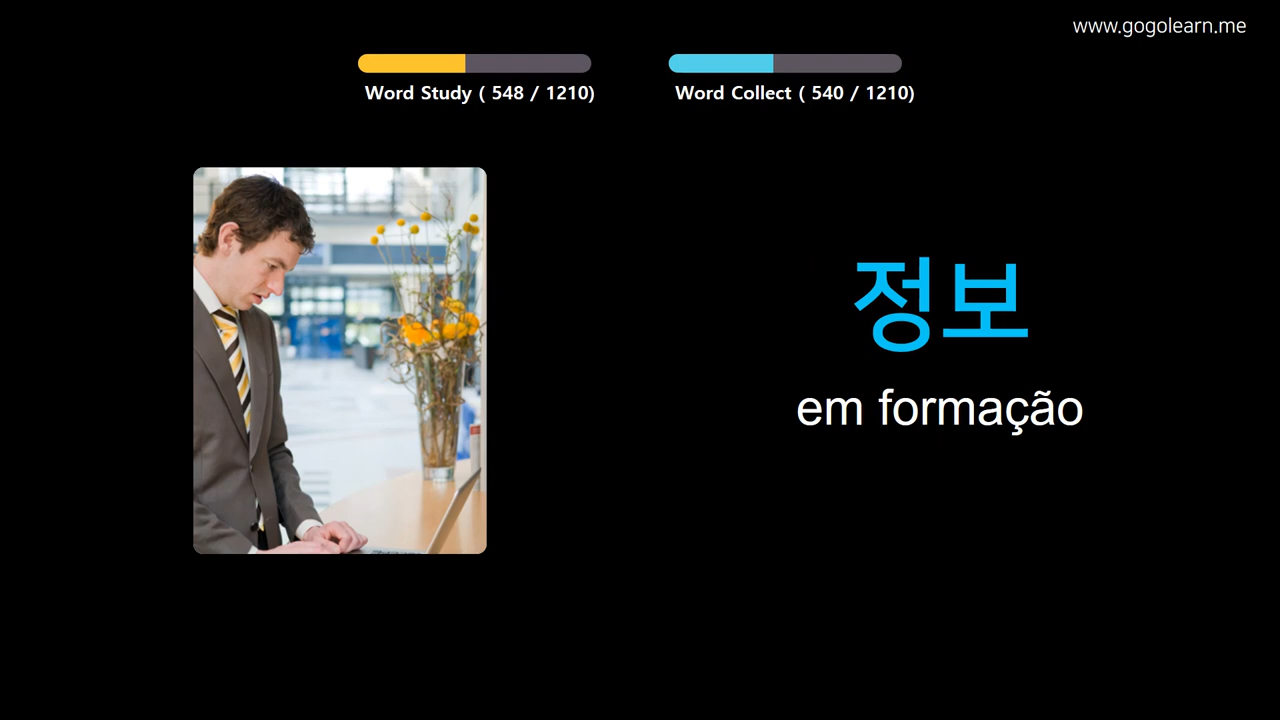 www.gogolearn.me
Word Study ( 548 / 1210)
Word Collect ( 540 / 1210)
정보
em formação